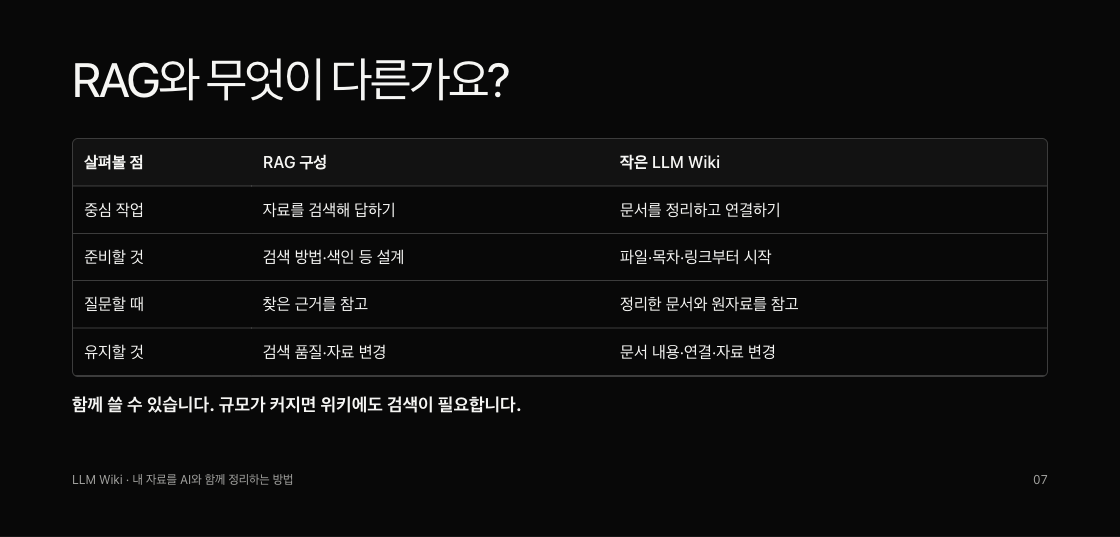 RAG와 무엇이 다른가요?
살펴볼 점 RAG 구성 작은 LLM Wiki
중심 작업 자료를 검색해 답하기 문서를 정리하고 연결하기
준비할 것 검색 방법·색인 등 설계 파일·목차·링크부터 시작
질문할 때 찾은 근거를 참고 정리한 문서와 원자료를 참고
유지할 것 검색 품질·자료 변경 문서 내용·연결·자료 변경
함께 쓸 수 있습니다. 규모가 커지면 위키에도 검색이 필요합니다.
LLM Wiki · 내 자료를 AI와 함께 정리하는 방법 07